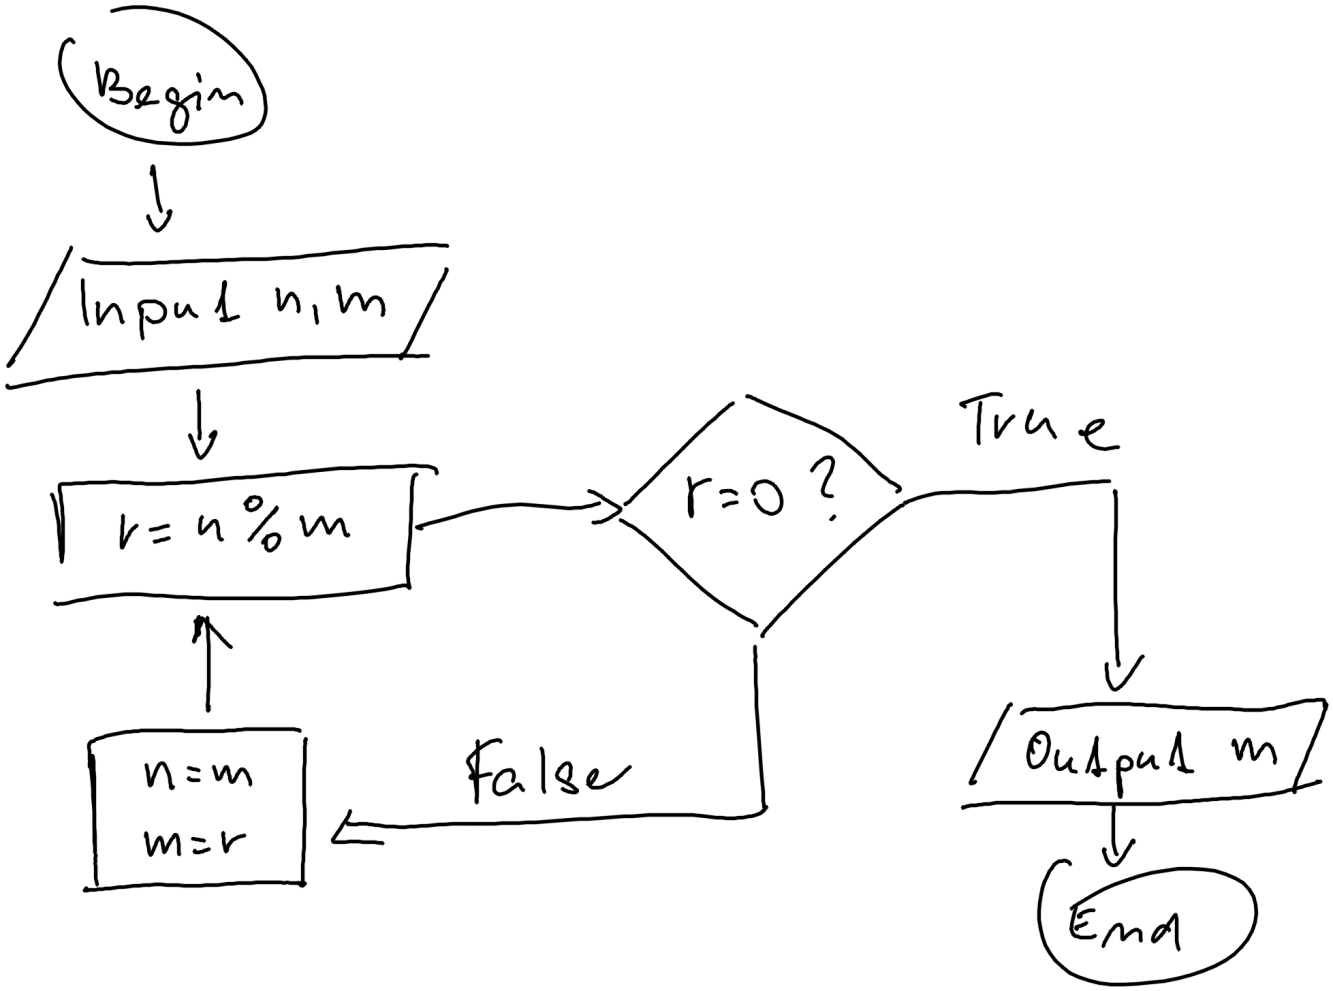 Begin
Input n, m
r = n % m
r = 0 ?
True
False
n = m
m = r
Output m
End